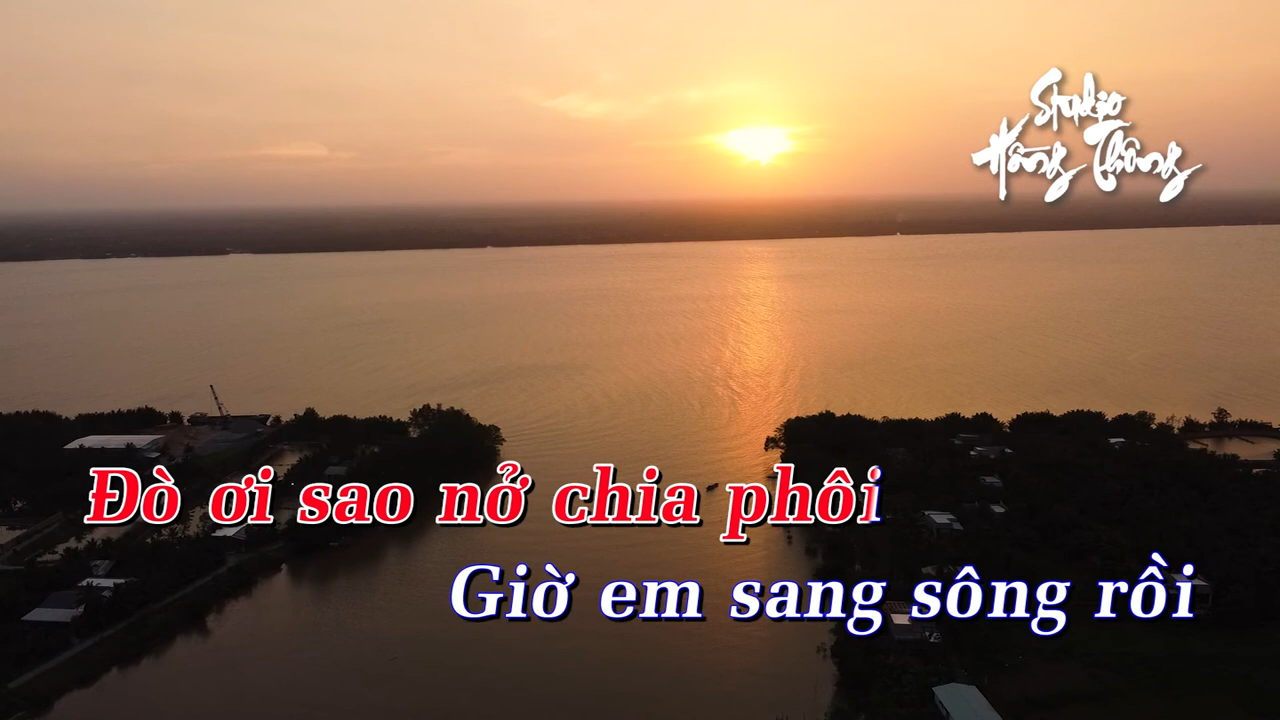 Studio
Hồng Thông
Đò ơi sao nở chia phôi
Giờ em sang sông rồi